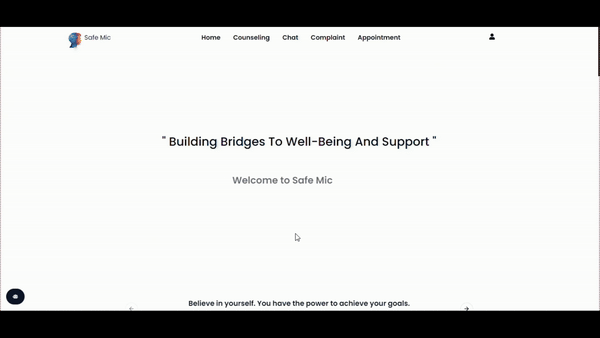 Safe Mic
Home Counseling Chat Complaint Appointment
" Building Bridges To Well-Being And Support "
Welcome to Safe Mic
Believe in yourself. You have the power to achieve your goals.